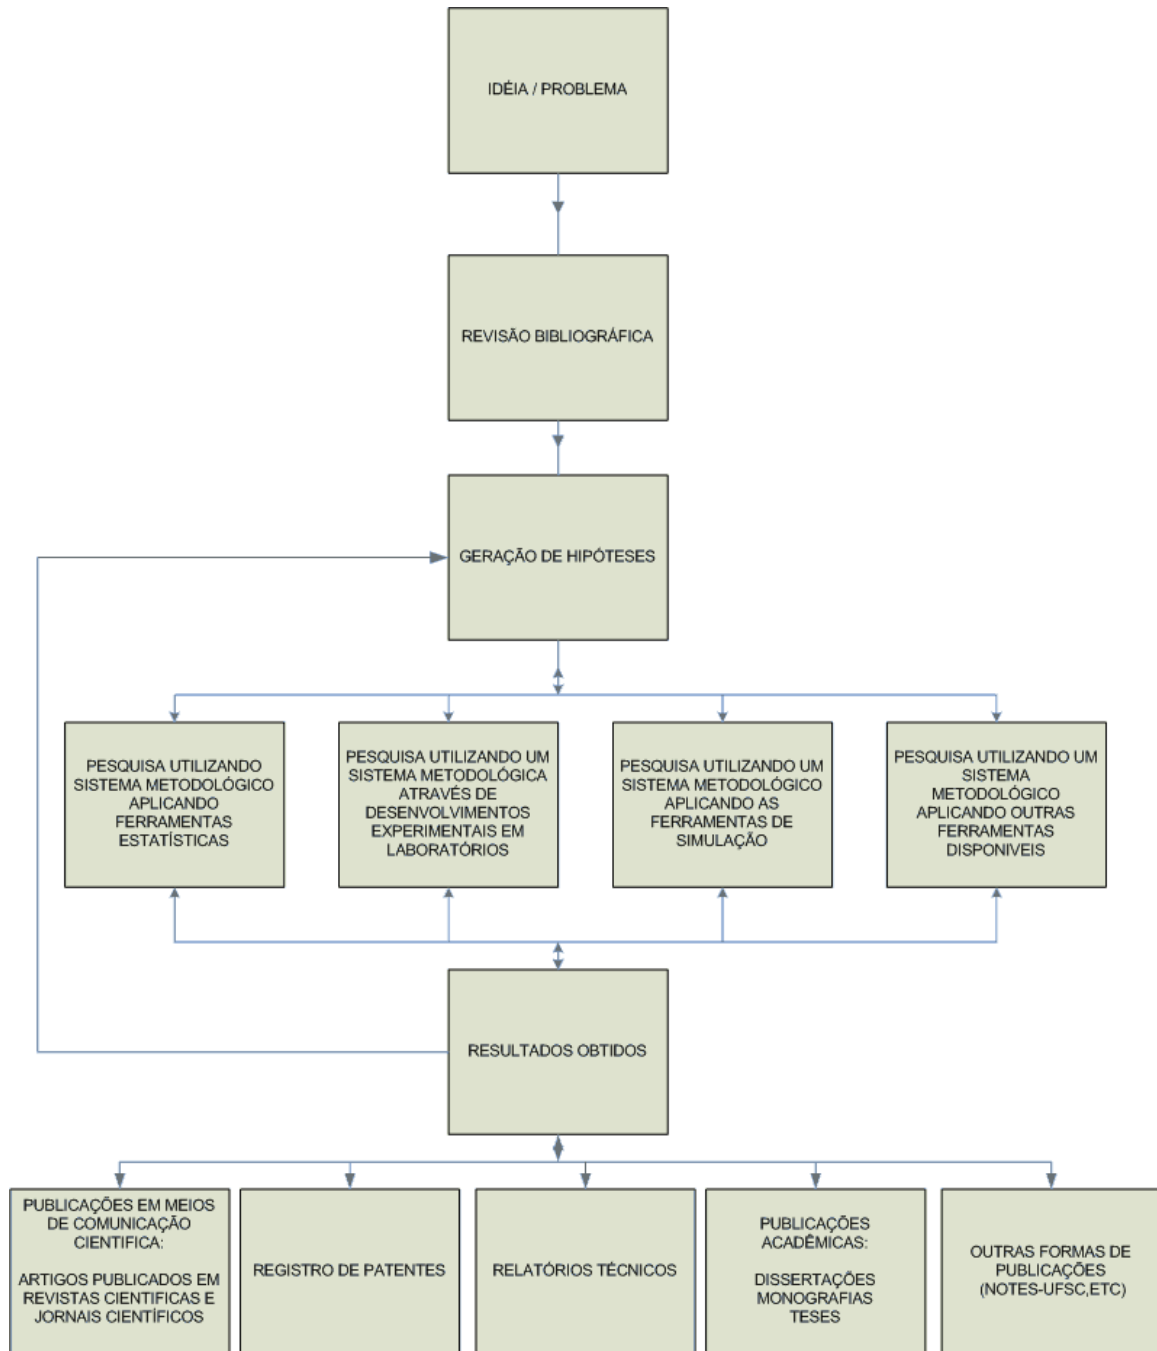 IDÉIA / PROBLEMA
REVISÃO BIBLIOGRÁFICA
GERAÇÃO DE HIPÓTESES
PESQUISA UTILIZANDO
SISTEMA METODOLÓGICO
APLICANDO
FERRAMENTAS
ESTATÍSTICAS
PESQUISA UTILIZANDO UM
SISTEMA METODOLÓGICA
ATRAVÉS DE
DESENVOLVIMENTOS
EXPERIMENTAIS EM
LABORATÓRIOS
PESQUISA UTILIZANDO UM
SISTEMA METODOLÓGICO
APLICANDO AS
FERRAMENTAS DE
SIMULAÇÃO
PESQUISA UTILIZANDO UM
SISTEMA
METODOLÓGICO
APLICANDO OUTRAS
FERRAMENTAS
DISPONIVEIS
RESULTADOS OBTIDOS
PUBLICAÇÕES EM MEIOS
DE COMUNICAÇÃO
CIENTIFICA:
ARTIGOS PUBLICADOS EM
REVISTAS CIENTIFICAS E
JORNAIS CIENTÍFICOS
REGISTRO DE PATENTES
RELATÓRIOS TÉCNICOS
PUBLICAÇÕES
ACADÊMICAS:
DISSERTAÇÕES
MONOGRAFIAS
TESES
OUTRAS FORMAS DE
PUBLICAÇÕES
(NOTES-UFSC,ETC)